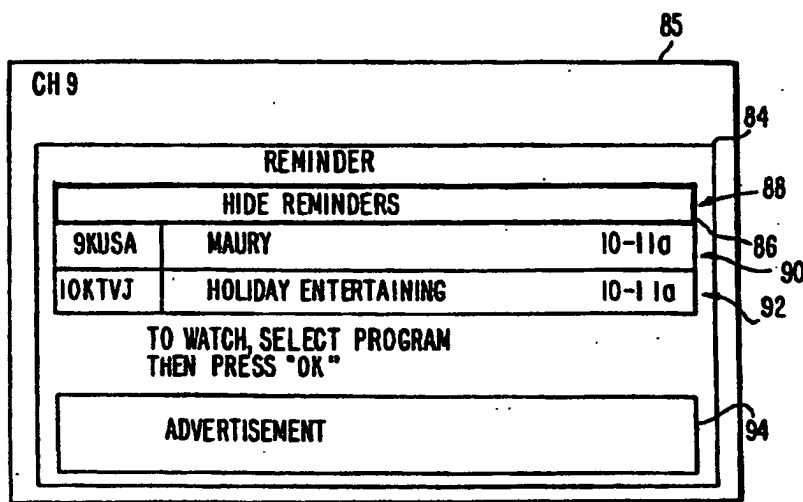 85
CH 9
84
REMINDER
HIDE REMINDERS 88
86
9KUSA MAURY 10-11a
90
10KTVJ HOLIDAY ENTERTAINING 10-11a 92
TO WATCH, SELECT PROGRAM
THEN PRESS "OK"
ADVERTISEMENT 94